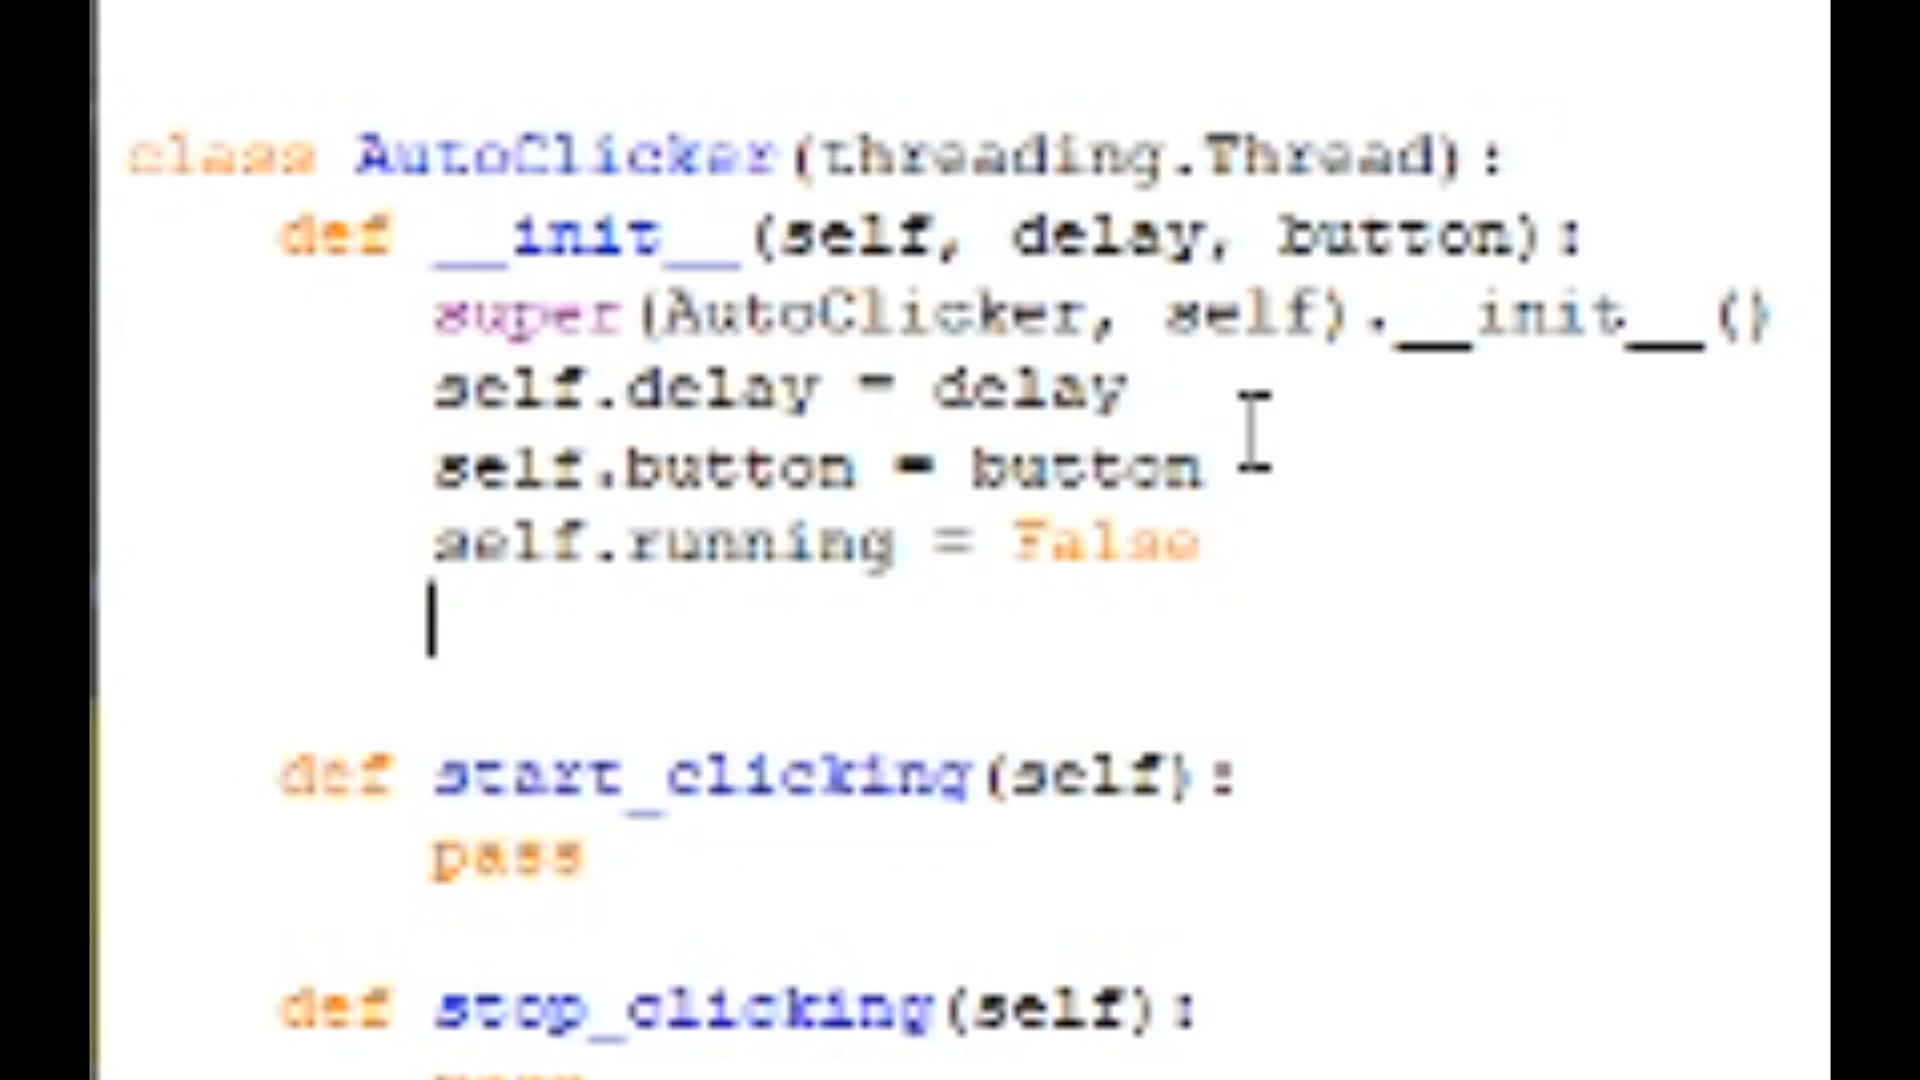 class AutoClicker(threading.Thread):
    def __init__(self, delay, button):
        super(AutoClicker, self).__init__()
        self.delay = delay
        self.button = button
        self.running = False
    def start_clicking(self):
        pass
    def stop_clicking(self):